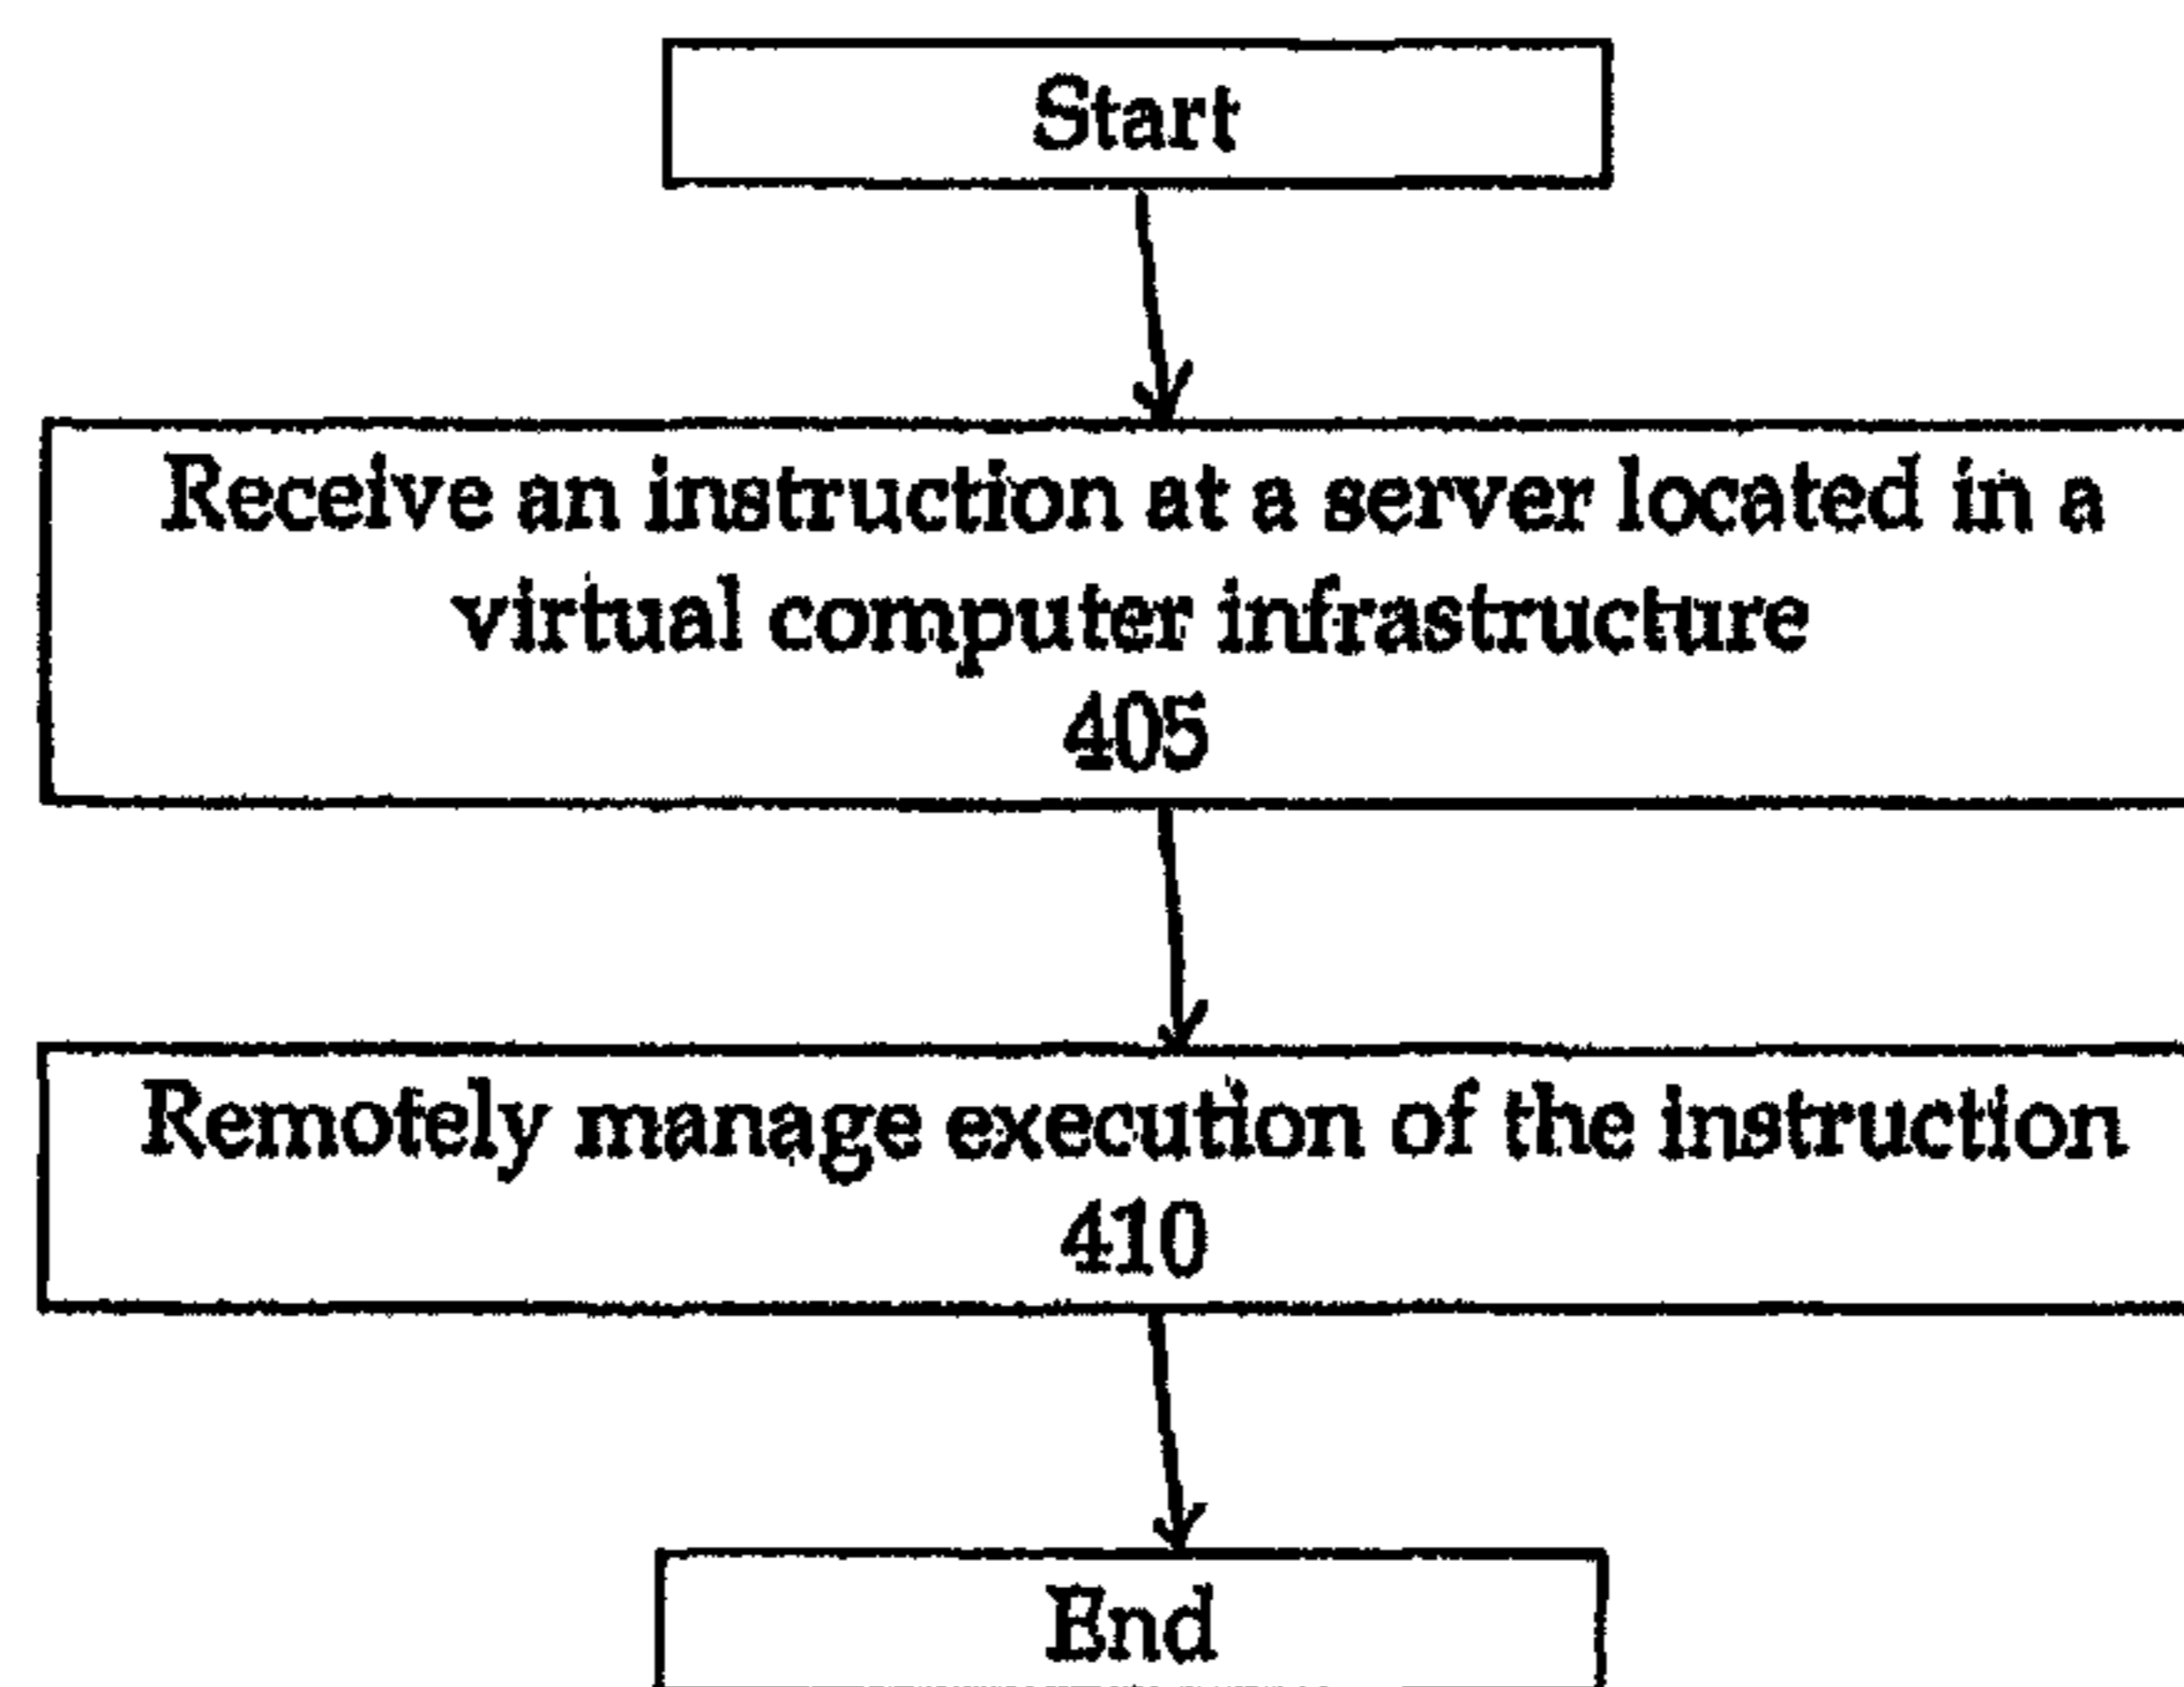 Start
Receive an instruction at a server located in a
virtual computer infrastructure
405
Remotely manage execution of the instruction
410
End